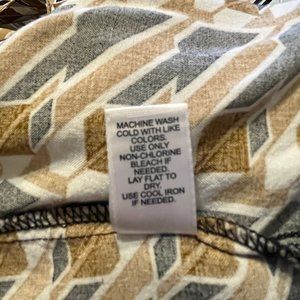 MACHINE WASH
COLD WITH LIKE
COLORS.
USE ONLY
NON-CHLORINE
BLEACH IF
NEEDED.
LAY FLAT TO
DRY.
USE COOL IRON
IF NEEDED.